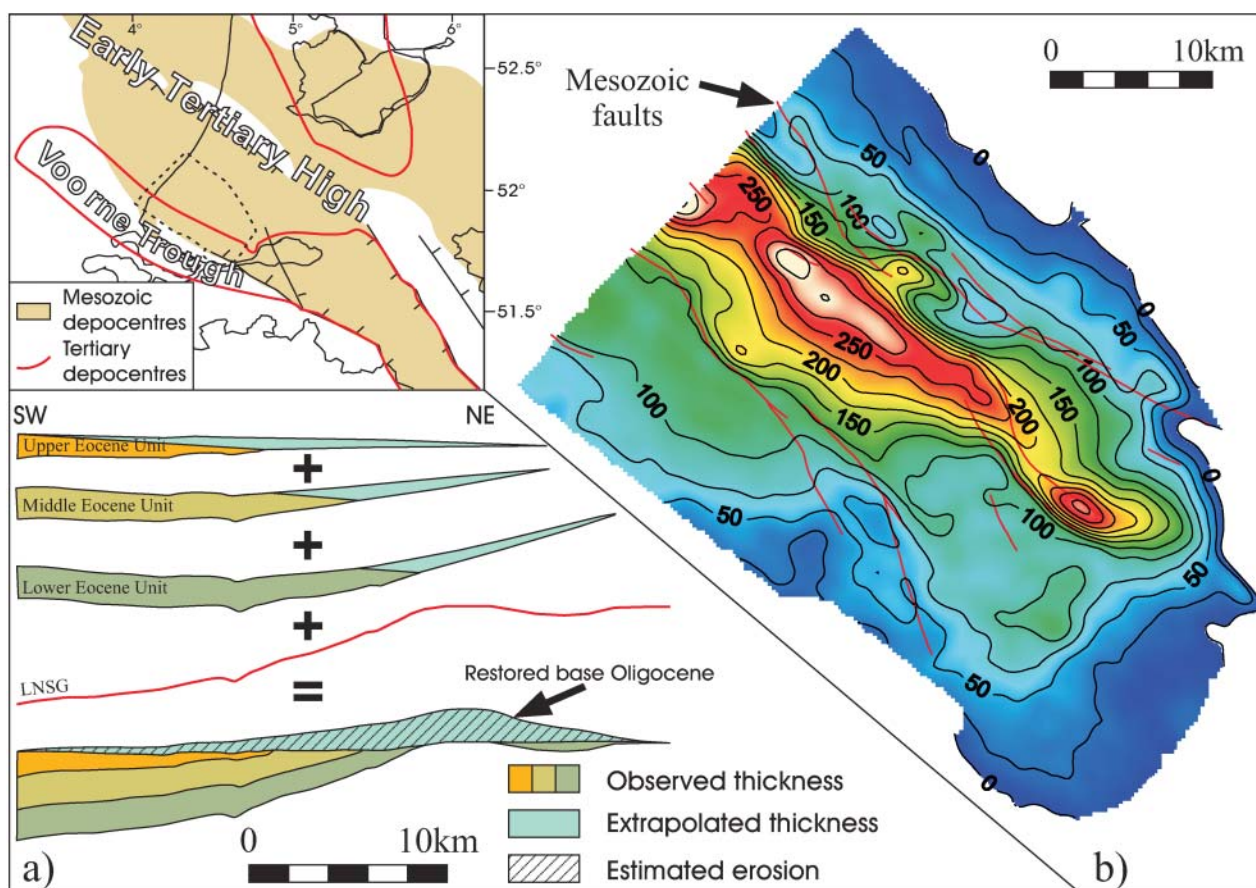 4°
5°
6°
52.5°
52°
51.5°
Early Tertiary High
Voorne Trough
Mesozoic
depocentres
Tertiary
depocentres
SW
NE
Upper Eocene Unit
+
Middle Eocene Unit
+
Lower Eocene Unit
+
LNSG
=
Restored base Oligocene
Observed thickness
Extrapolated thickness
Estimated erosion
0
10km
a)
0
10km
Mesozoic
faults
50
0
250
150
100
50
100
250
200
150
200
150
100
0
100
50
50
50
0
b)